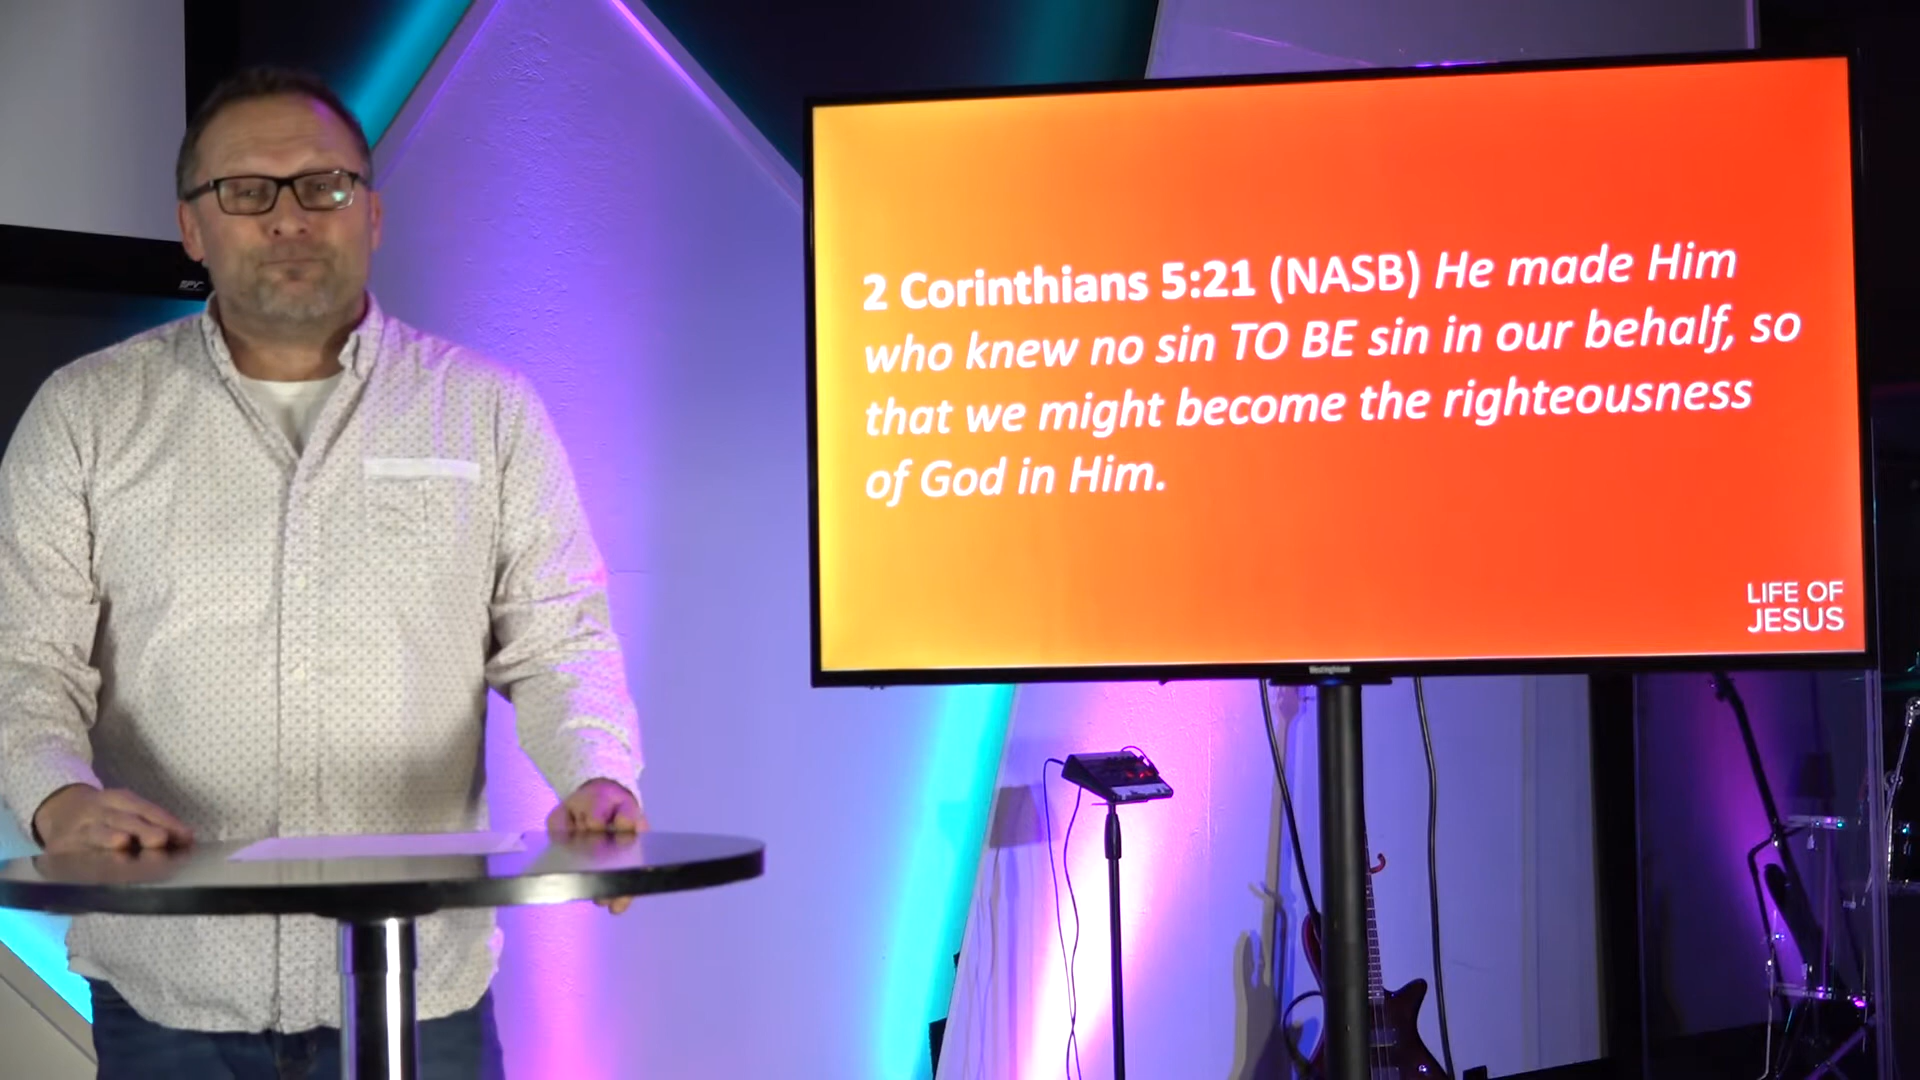 2 Corinthians 5:21 (NASB) He made Him
who knew no sin TO BE sin in our behalf, so
that we might become the righteousness
of God in Him.
LIFE OF
JESUS
Westinghouse